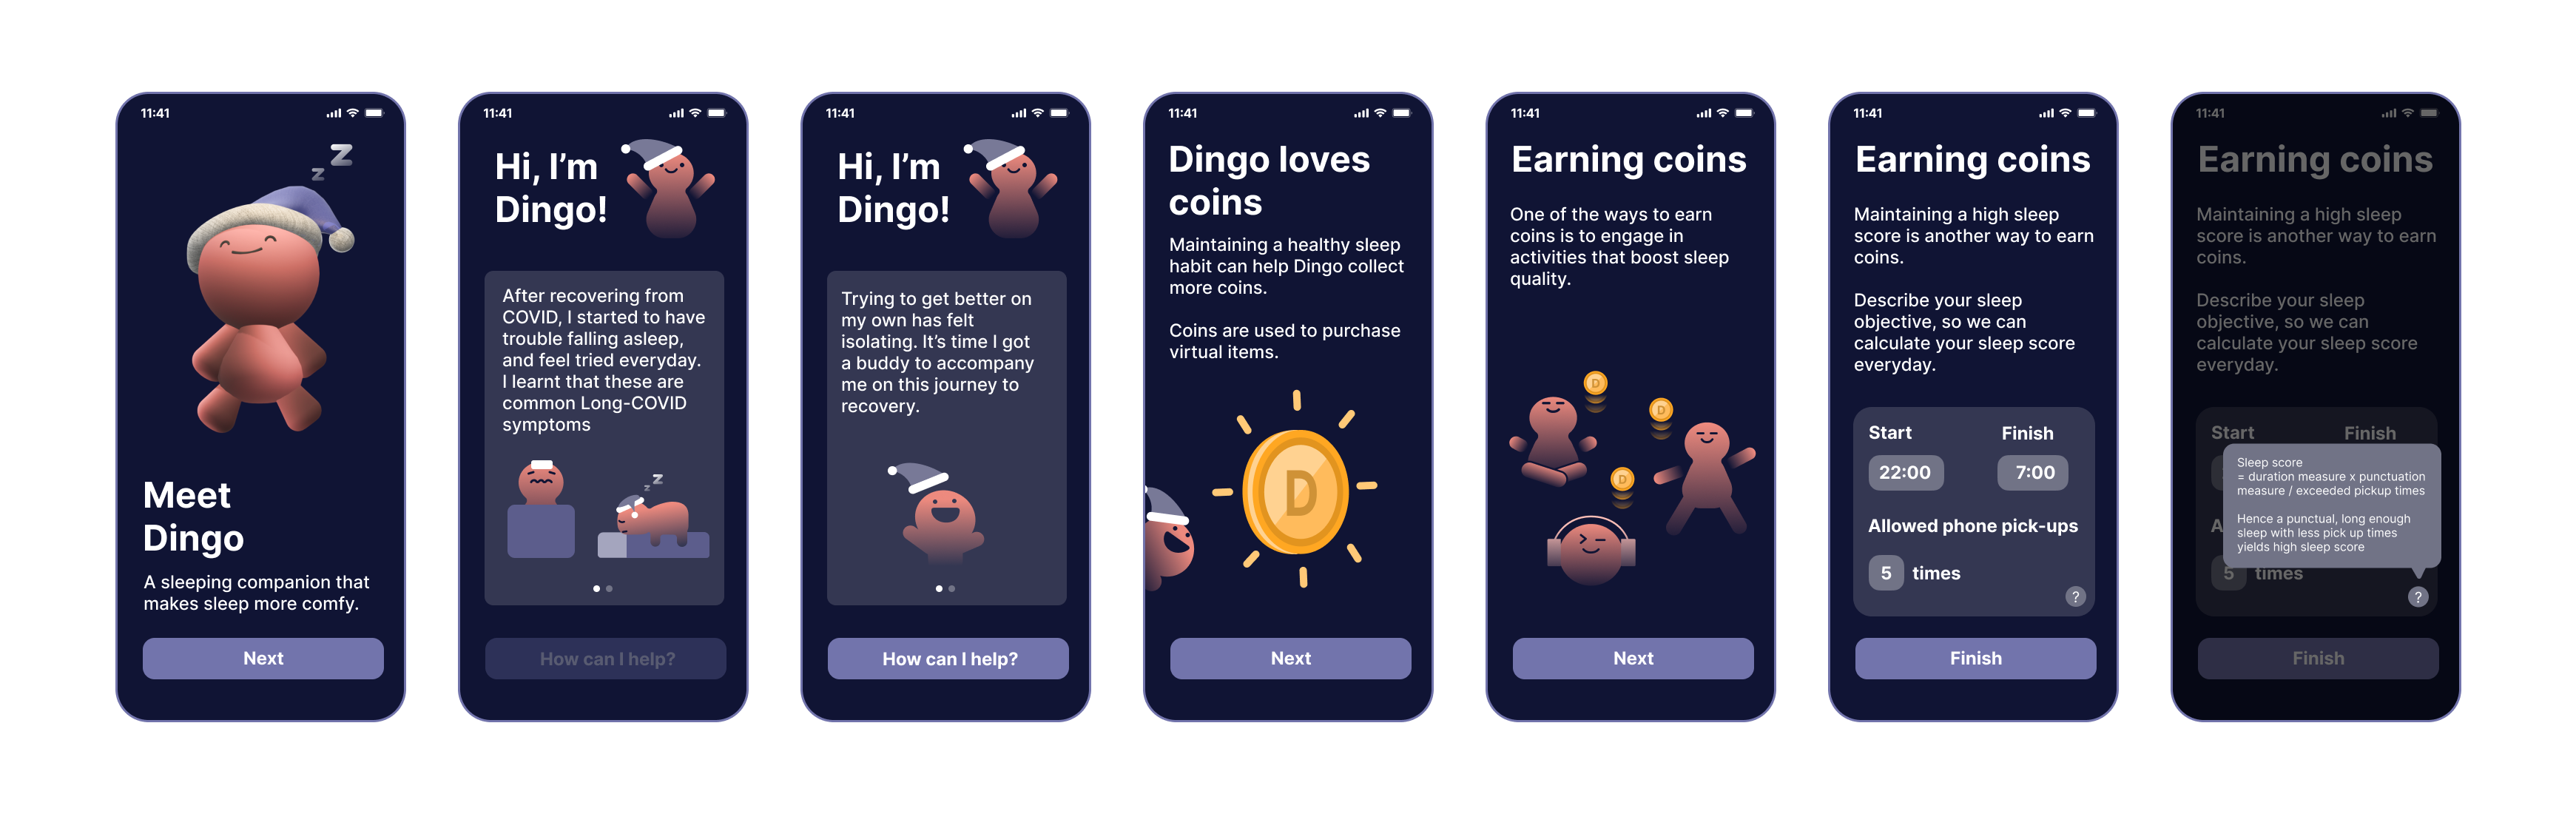 11:41
Z
Z
Meet
Dingo
A sleeping companion that
makes sleep more comfy.
Next
11:41
Hi, I’m
Dingo!
After recovering from
COVID, I started to have
trouble falling asleep,
and feel tried everyday.
I learnt that these are
common Long-COVID
symptoms
Z
Z
How can I help?
11:41
Hi, I’m
Dingo!
Trying to get better on
my own has felt
isolating. It’s time I got
a buddy to accompany
me on this journey to
recovery.
How can I help?
11:41
Dingo loves
coins
Maintaining a healthy sleep
habit can help Dingo collect
more coins.
Coins are used to purchase
virtual items.
D
Next
11:41
Earning coins
One of the ways to earn
coins is to engage in
activities that boost sleep
quality.
D
D
D
Next
11:41
Earning coins
Maintaining a high sleep
score is another way to earn
coins.
Describe your sleep
objective, so we can
calculate your sleep score
everyday.
Start Finish
22:00 7:00
Allowed phone pick-ups
5 times
?
Finish
11:41
Earning coins
Maintaining a high sleep
score is another way to earn
coins.
Describe your sleep
objective, so we can
calculate your sleep score
everyday.
Start Finish
Sleep score
= duration measure x punctuation
measure / exceeded pickup times
Hence a punctual, long enough
sleep with less pick up times
yields high sleep score
A
5 times
?
Finish